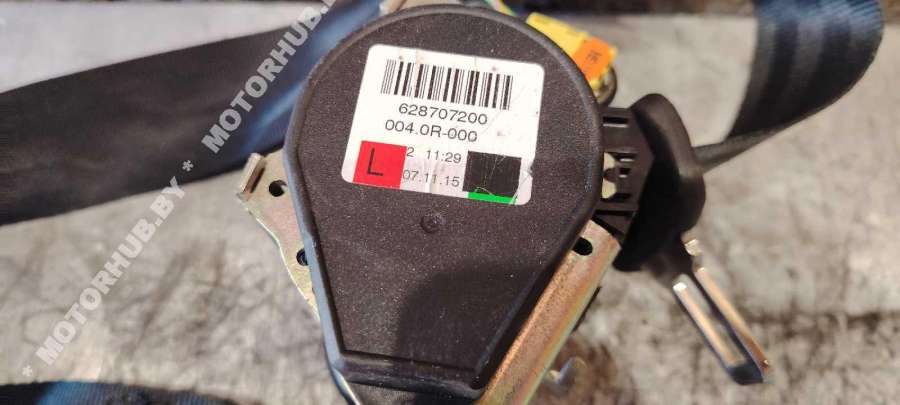 628707200
004.0R-000
L
2 11:29
07.11.15
* MOTORHUB.BY * MOTORHUB.BY *